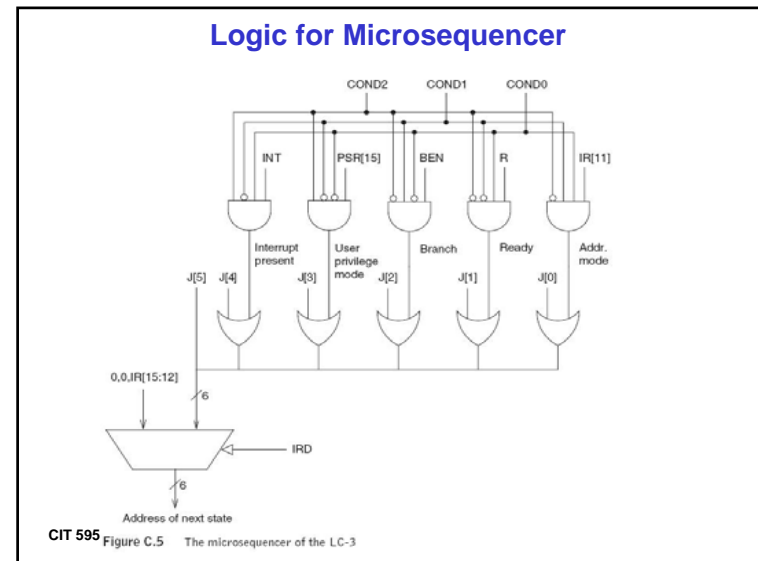 Logic for Microsequencer
COND2 COND1 COND0
INT PSR[15] BEN R IR[11]
Interrupt present
User privilege mode
Branch
Ready
Addr. mode
J[5] J[4] J[3] J[2] J[1] J[0]
0,0,IR[15:12]
6
IRD
6
Address of next state
CIT 595 Figure C.5 The microsequencer of the LC-3